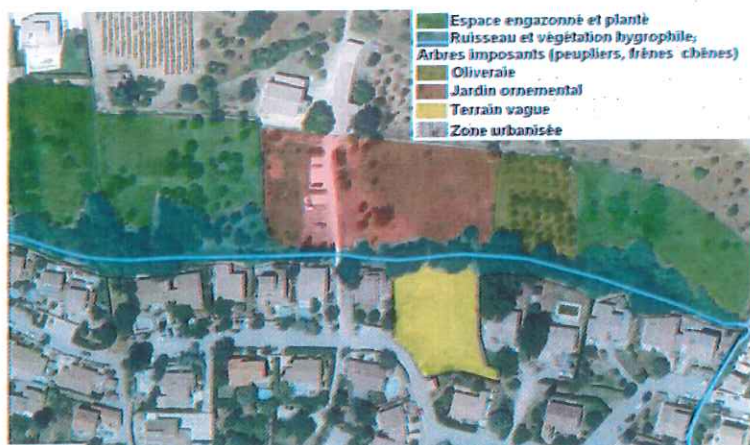 Espace engazonné et planté
Ruisseau et végétation hygrophile,
Arbres imposants (peupliers, frênes chênes)
Oliveraie
Jardin ornemental
Terrain vague
Zone urbanisée